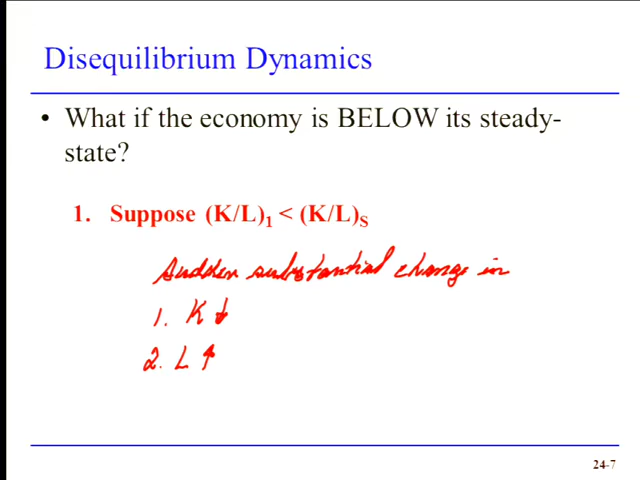 Disequilibrium Dynamics
• What if the economy is BELOW its steady-
state?
1. Suppose (K/L)₁ < (K/L)S
Sudden substantial change in
1. K ↓
2. L ↑
24-7